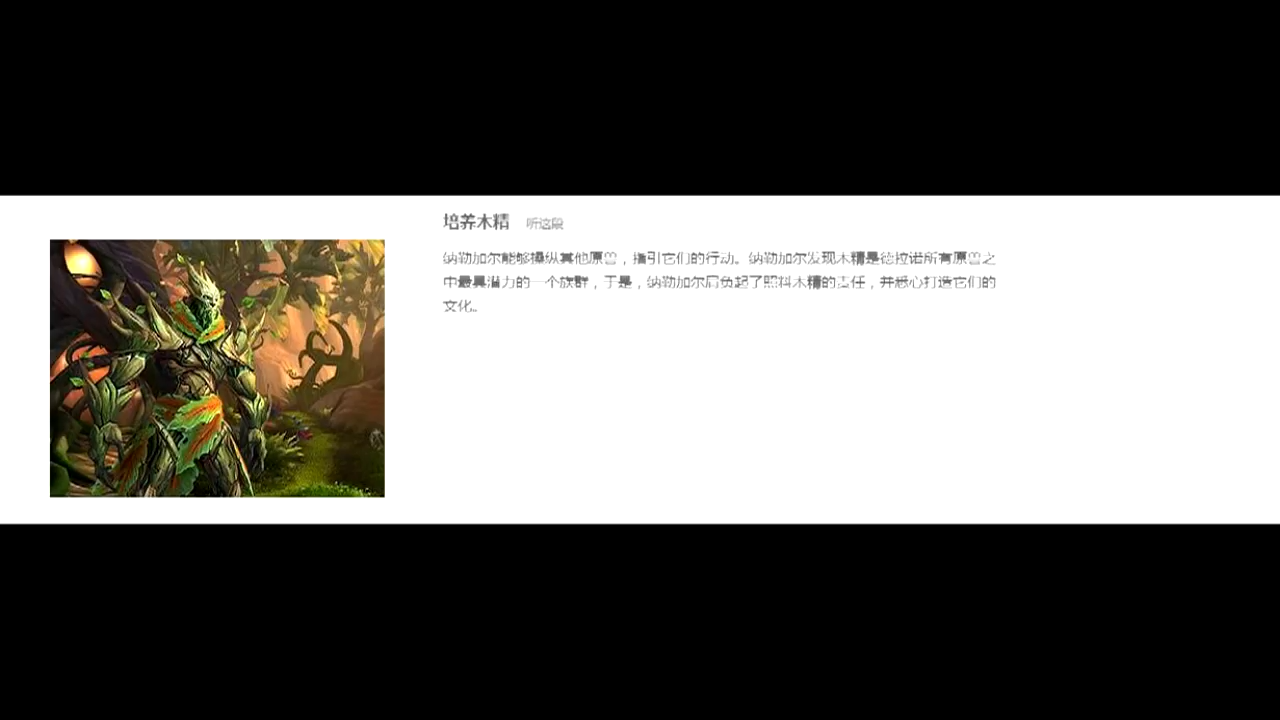 培养木精 听这段
纳勒加尔能够操纵其他原兽，指引它们的行动。纳勒加尔发现木精是德拉诺所有原兽之
中最具潜力的一个族群，于是，纳勒加尔肩负起了照料木精的责任，并悉心打造它们的
文化。